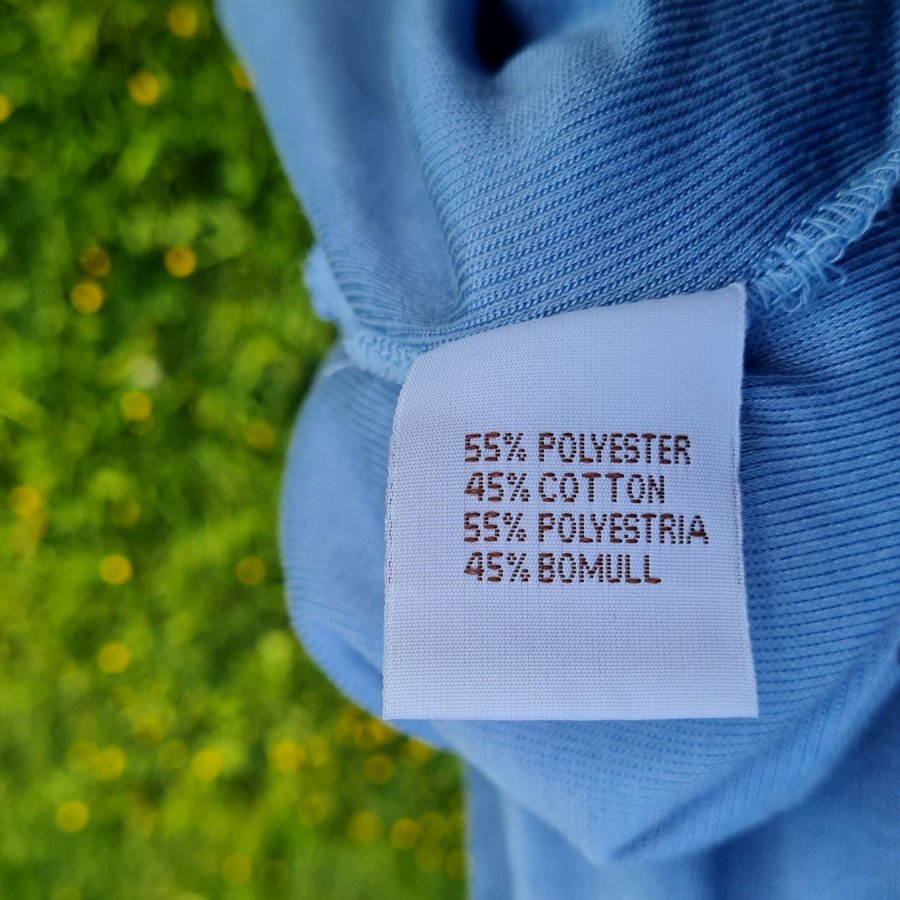 55% POLYESTER
45% COTTON
55% POLYESTRIA
45% BOMULL